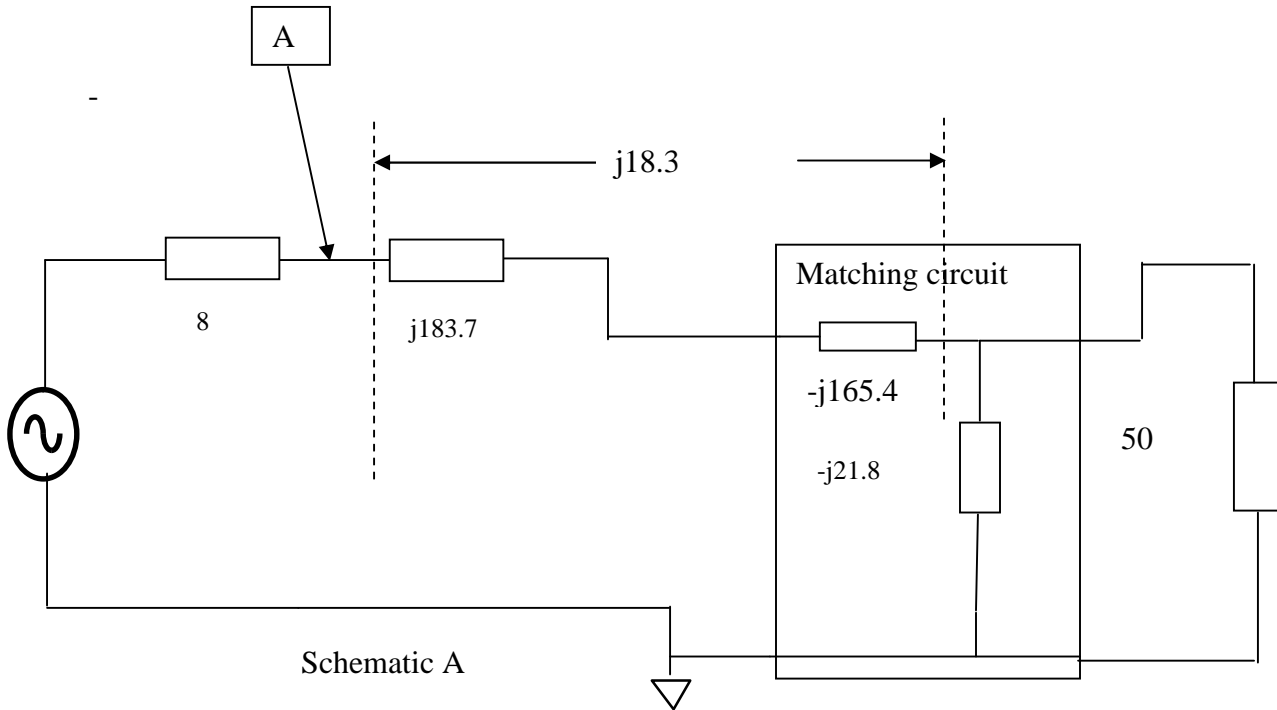 A
-
j18.3
Matching circuit
8
j183.7
-j165.4
50
-j21.8
Schematic A